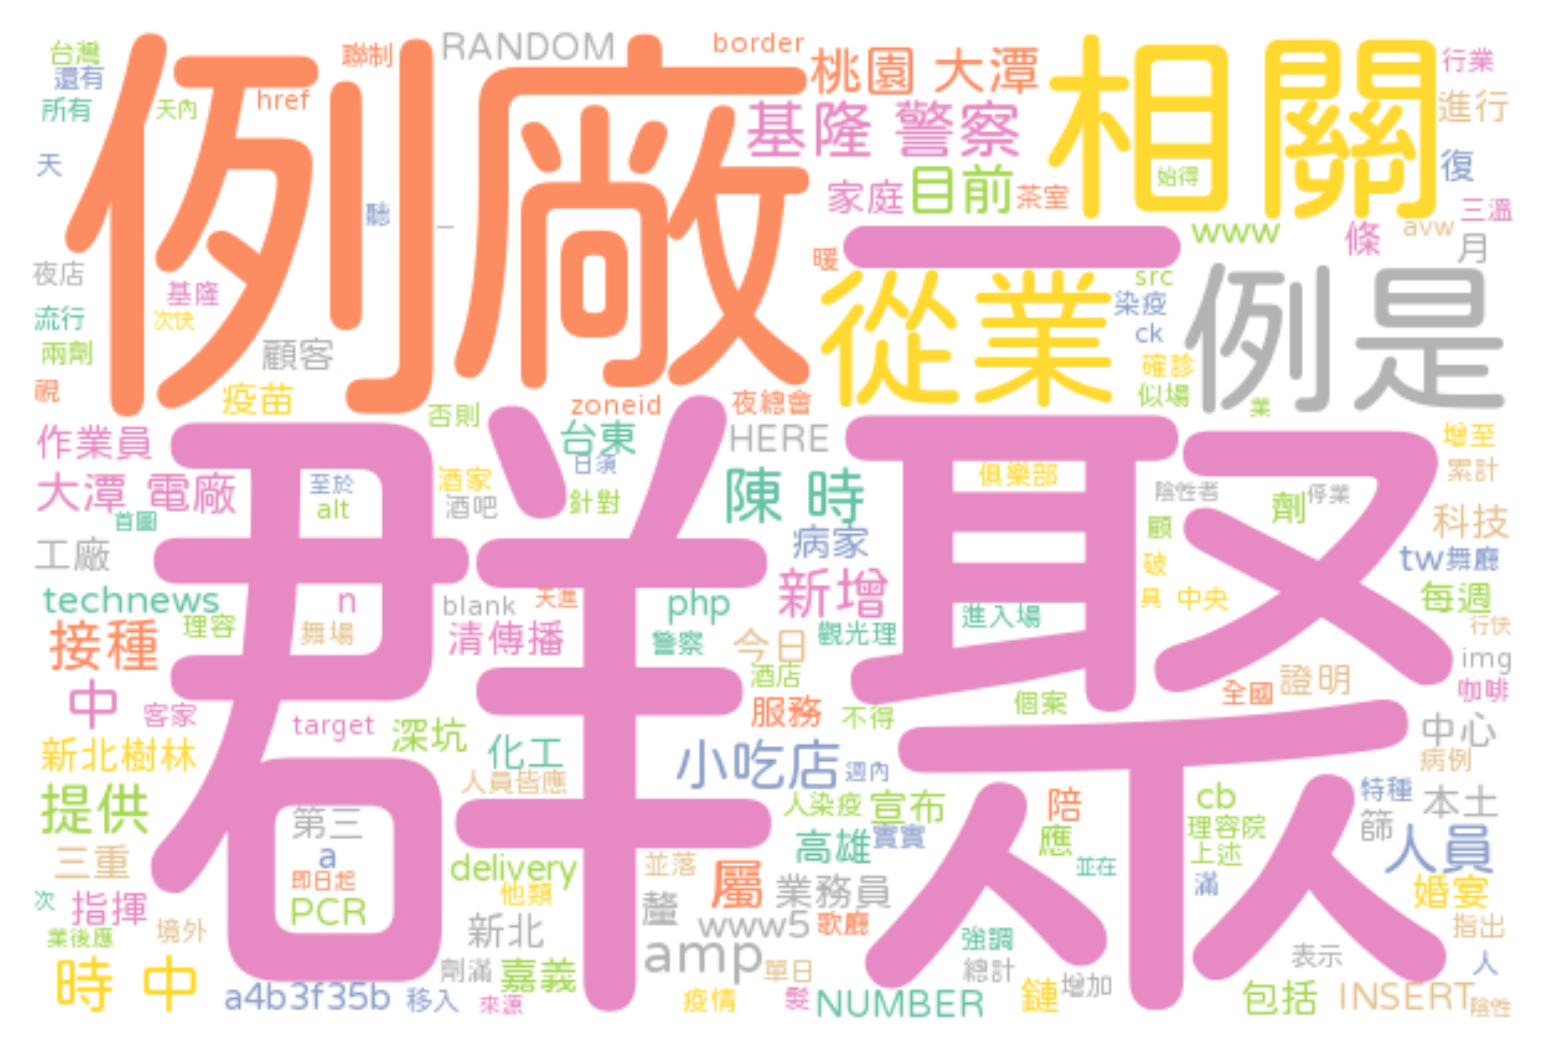 台灣
聯制
RANDOM
border
還有
桃園 大潭
相關
行業
所有
天內
href
例廠
基隆 警察
進行
天
聽
家庭
目前
茶室
始得
復
三溫
_
一
www
條
avw
月
夜店
基隆
暖
從業
src
例是
流行
次快
染疫
ck
兩劑
顧客
確診
視
疫苗
否則
zoneid
夜總會
似場
業
作業員
台東
HERE
增至
群聚
大潭 電廠
至於
酒家
日須
陳 時
俱樂部
累計
alt
酒吧
針對
陰性者
劑
停業
首圖
顧
科技
工廠
病家
破
tw
舞廳
technews
n
blank
天進
php
新增
具
中央
每週
接種
理容
舞場
清傳播
警察
今日
觀光理
進入場
行快
中
客家
酒店
全國
證明
img
咖啡
target
深坑
服務
不得
個案
中心
新北樹林
化工
小吃店
週內
病例
人員皆應
提供
第三
人染疫
宣布
陪
cb
特種
本土
三重
a
delivery
高雄
實實
應
理容院
篩
人員
即日起
他類
並落
屬
業務員
並在
上述
滿
婚宴
次
指揮
PCR
釐
www5
歌廳
指出
業後應
境外
新北
amp
強調
表示
時 中
劑滿
嘉義
單日
總計
人
a4b3f35b
移入
來源
疫情
髮
NUMBER
鏈
增加
包括
INSERT
陰性